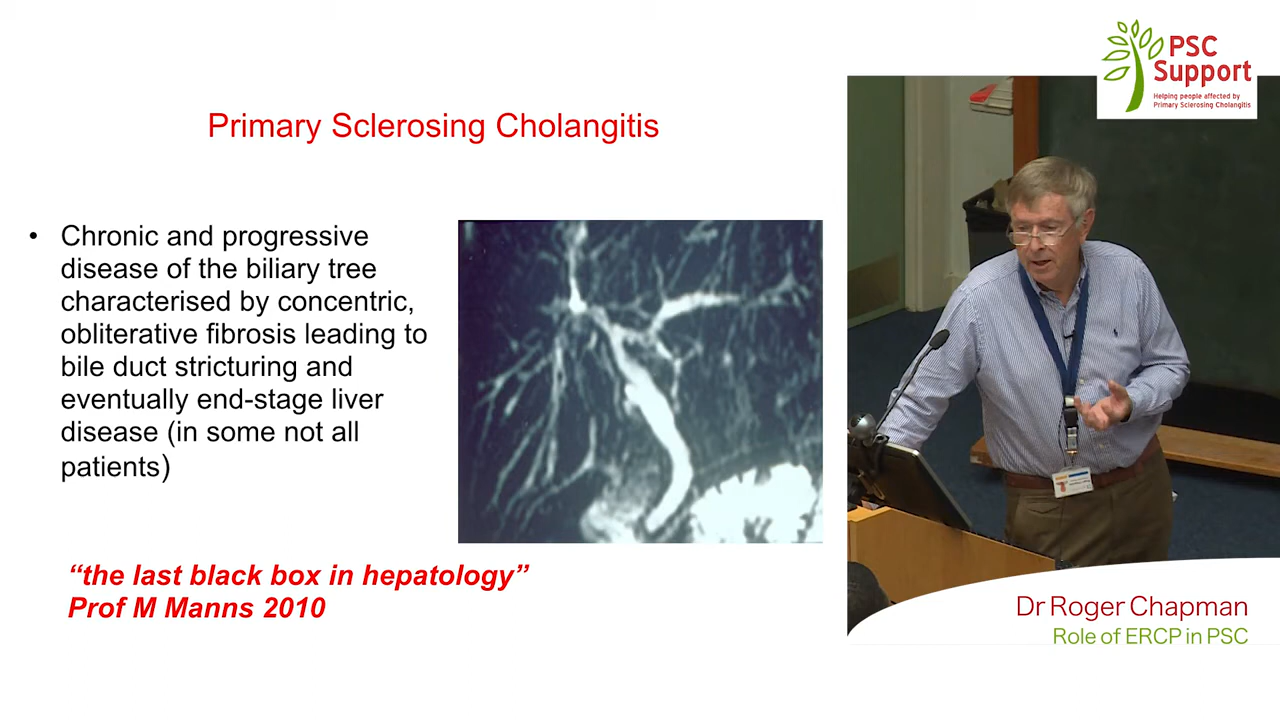 Primary Sclerosing Cholangitis
• Chronic and progressive
disease of the biliary tree
characterised by concentric,
obliterative fibrosis leading to
bile duct stricturing and
eventually end-stage liver
disease (in some not all
patients)
“the last black box in hepatology”
Prof M Manns 2010
PSC
Support
Helping people affected by
Primary Sclerosing Cholangitis
Dr Roger Chapman
Role of ERCP in PSC